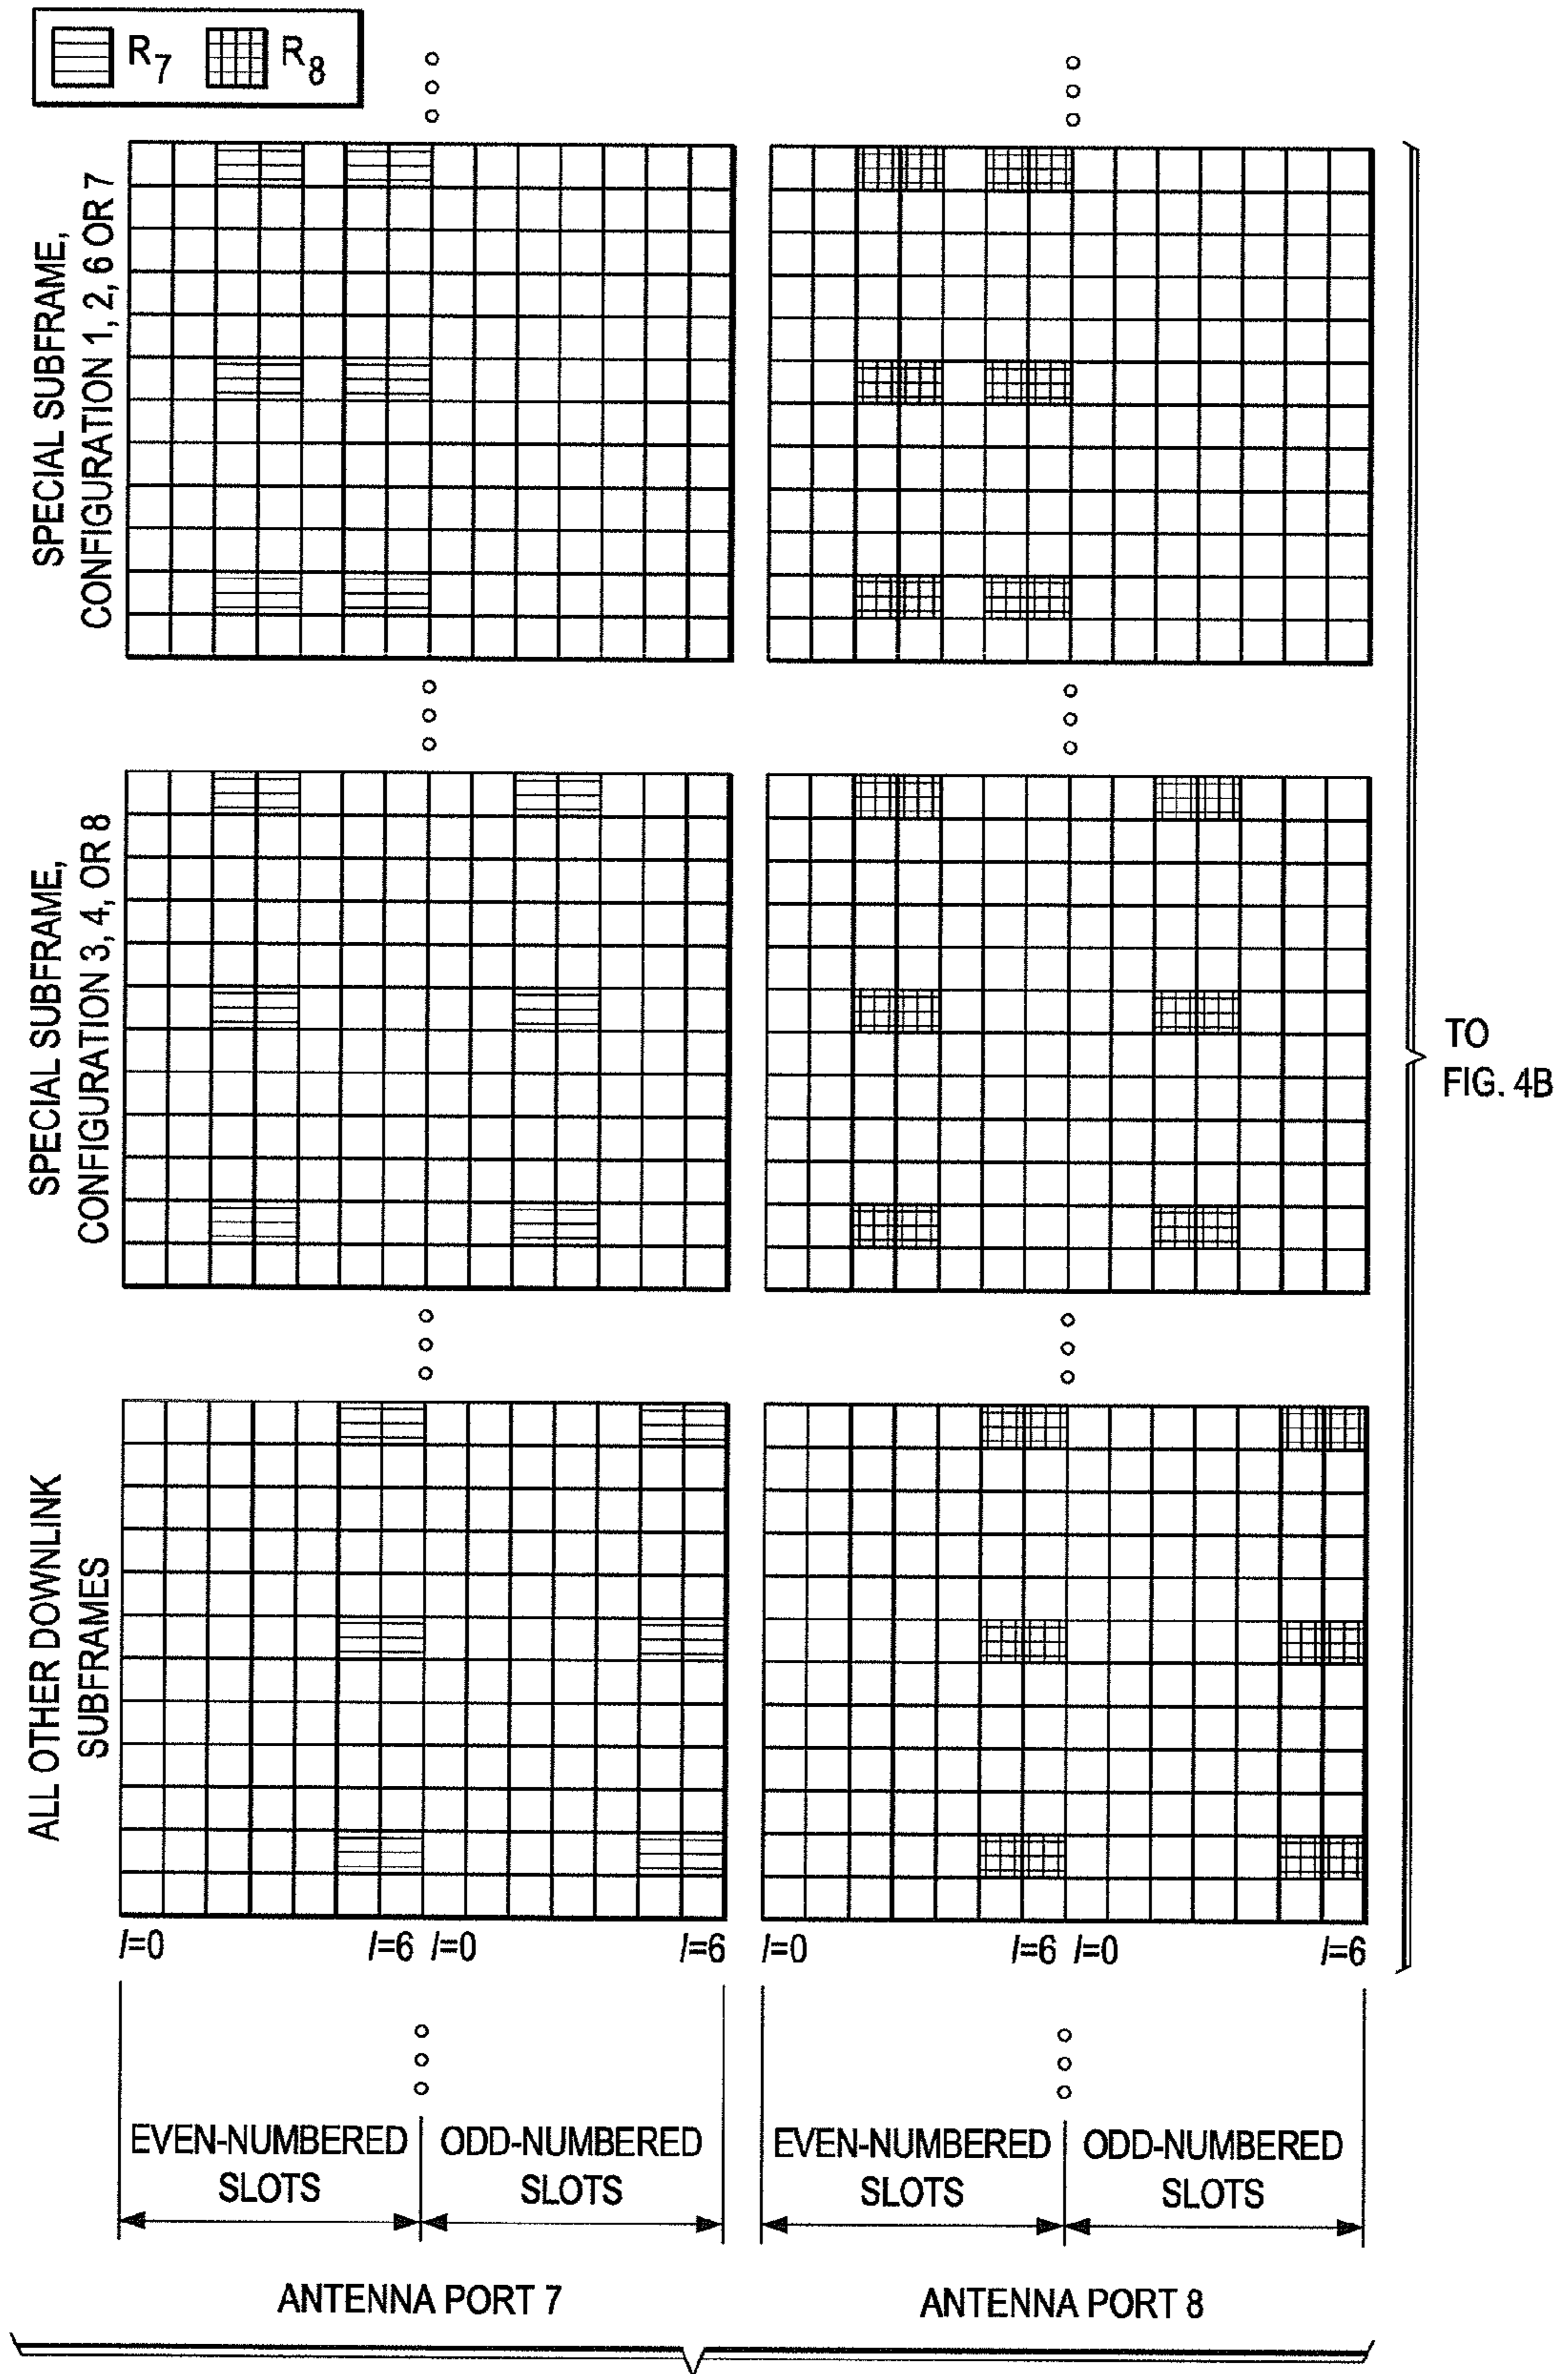 R7 R8
SPECIAL SUBFRAME,
CONFIGURATION 1, 2, 6 OR 7
SPECIAL SUBFRAME,
CONFIGURATION 3, 4, OR 8
ALL OTHER DOWNLINK
SUBFRAMES
TO
FIG. 4B
l=0 l=6 l=0 l=6 l=0 l=6 l=0 l=6
EVEN-NUMBERED
SLOTS
ODD-NUMBERED
SLOTS
EVEN-NUMBERED
SLOTS
ODD-NUMBERED
SLOTS
ANTENNA PORT 7
ANTENNA PORT 8